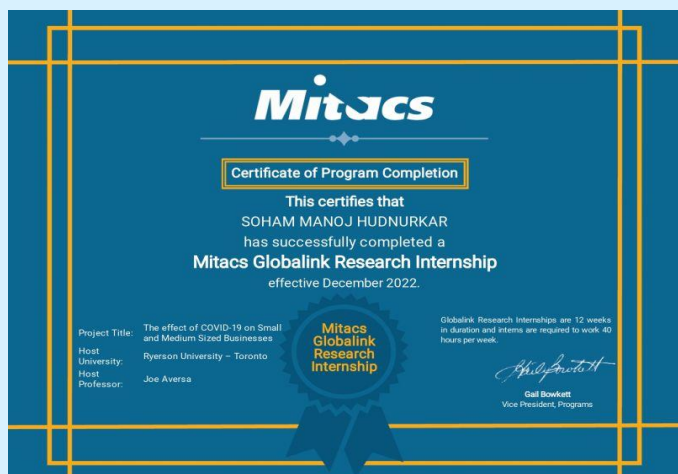 Mitacs
Certificate of Program Completion
This certifies that
SOHAM MANOJ HUDNURKAR
has successfully completed a
Mitacs Globalink Research Internship
effective December 2022.
Project Title:
The effect of COVID-19 on Small
and Medium Sized Businesses
Host
University:
Ryerson University – Toronto
Host
Professor:
Joe Aversa
Mitacs
Globalink
Research
Internship
Globalink Research Internships are 12 weeks
in duration and interns are required to work 40
hours per week.
Gail Bowkett
Vice President, Programs